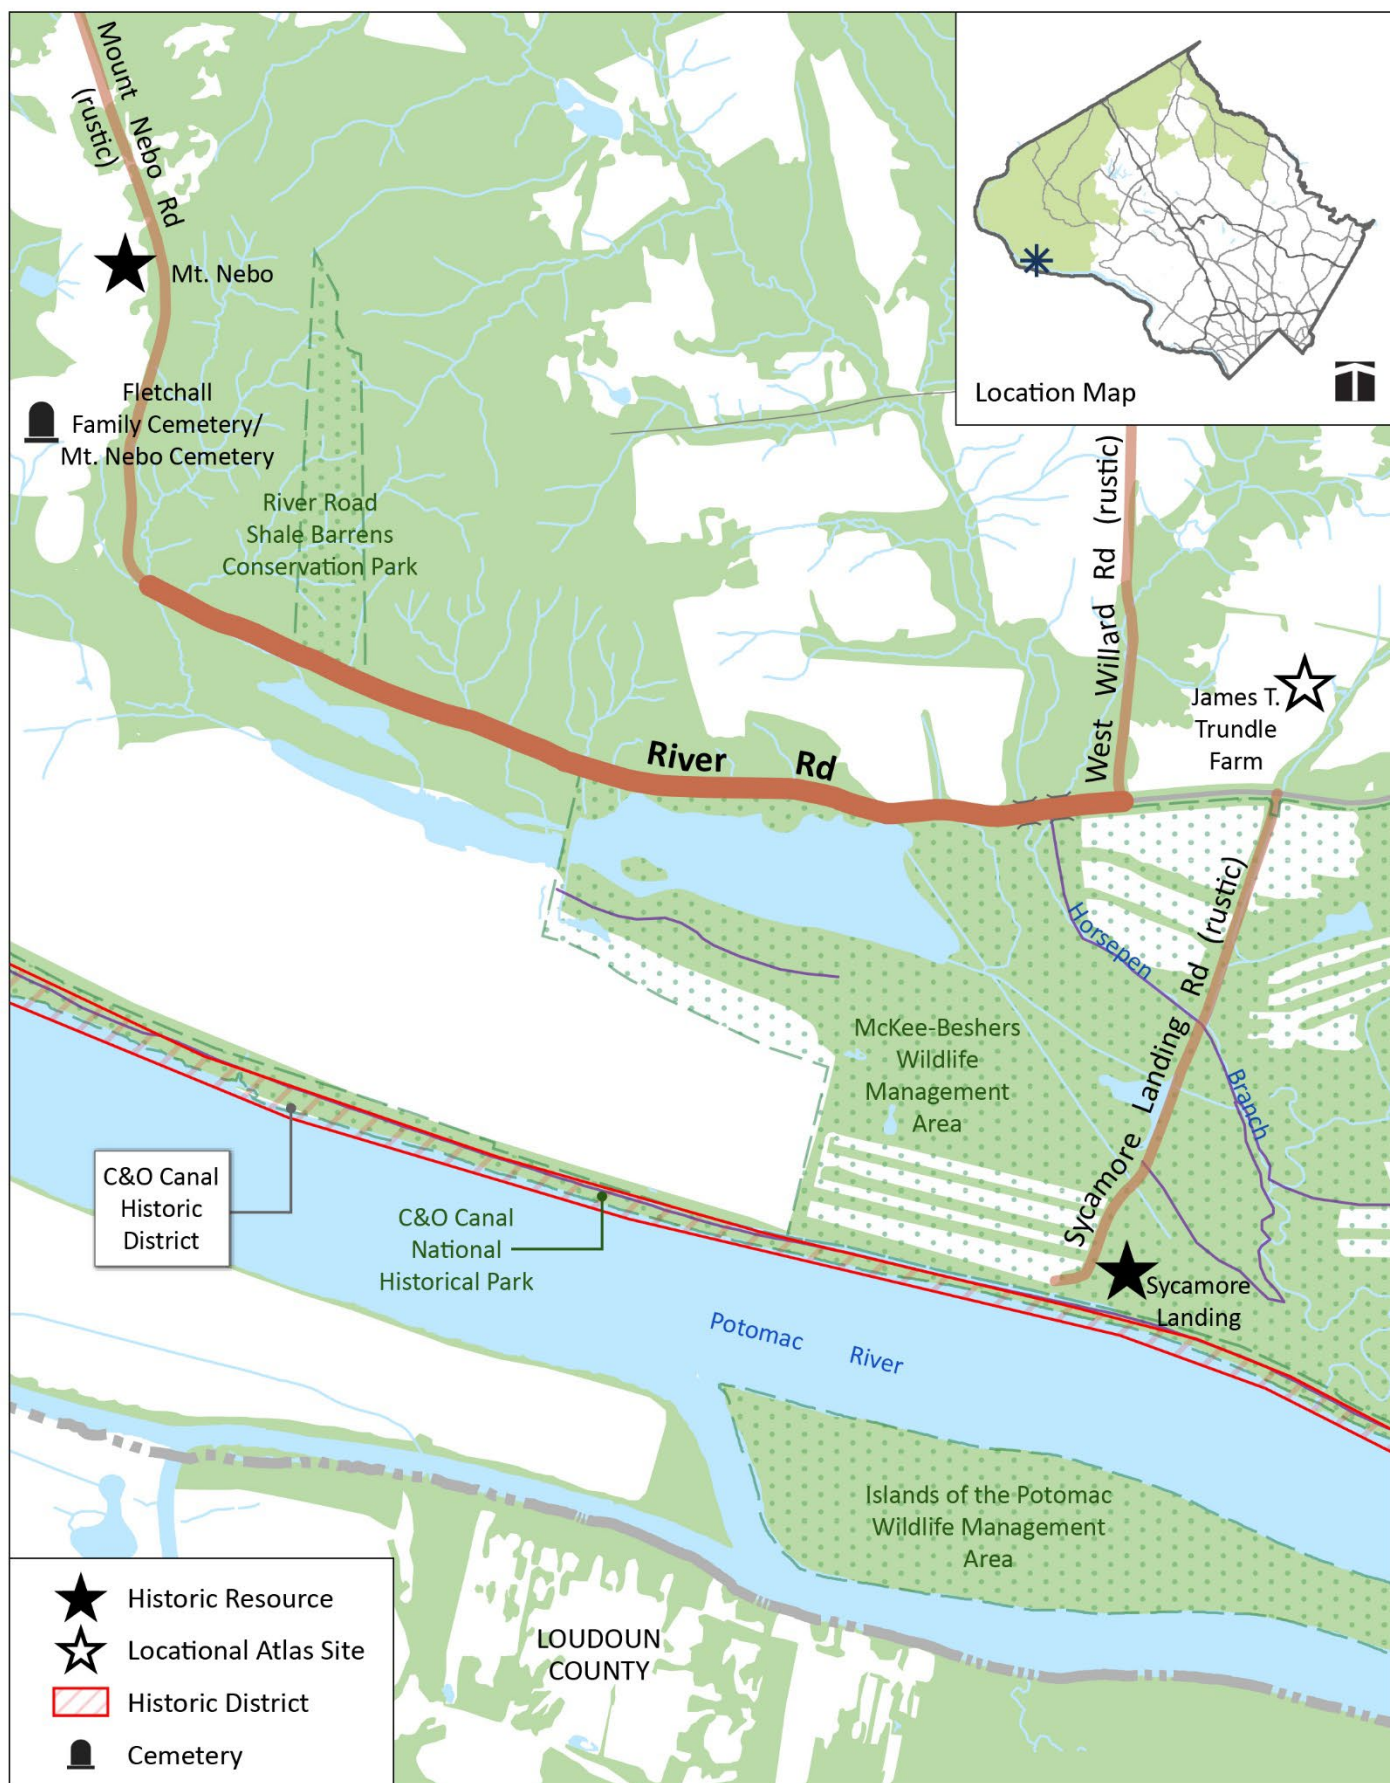 Mount Nebo Rd
(rustic)
Location Map
Mt. Nebo
Fletchall
Family Cemetery/
Mt. Nebo Cemetery
River Road
Shale Barrens
Conservation Park
West Willard Rd (rustic)
James T.
Trundle
Farm
River Rd
Sycamore Landing Rd (rustic)
Horsepen
Branch
McKee-Beshers
Wildlife
Management
Area
C&O Canal
Historic
District
C&O Canal
National
Historical Park
Sycamore
Landing
Potomac River
Islands of the Potomac
Wildlife Management
Area
LOUDOUN
COUNTY
Historic Resource
Locational Atlas Site
Historic District
Cemetery